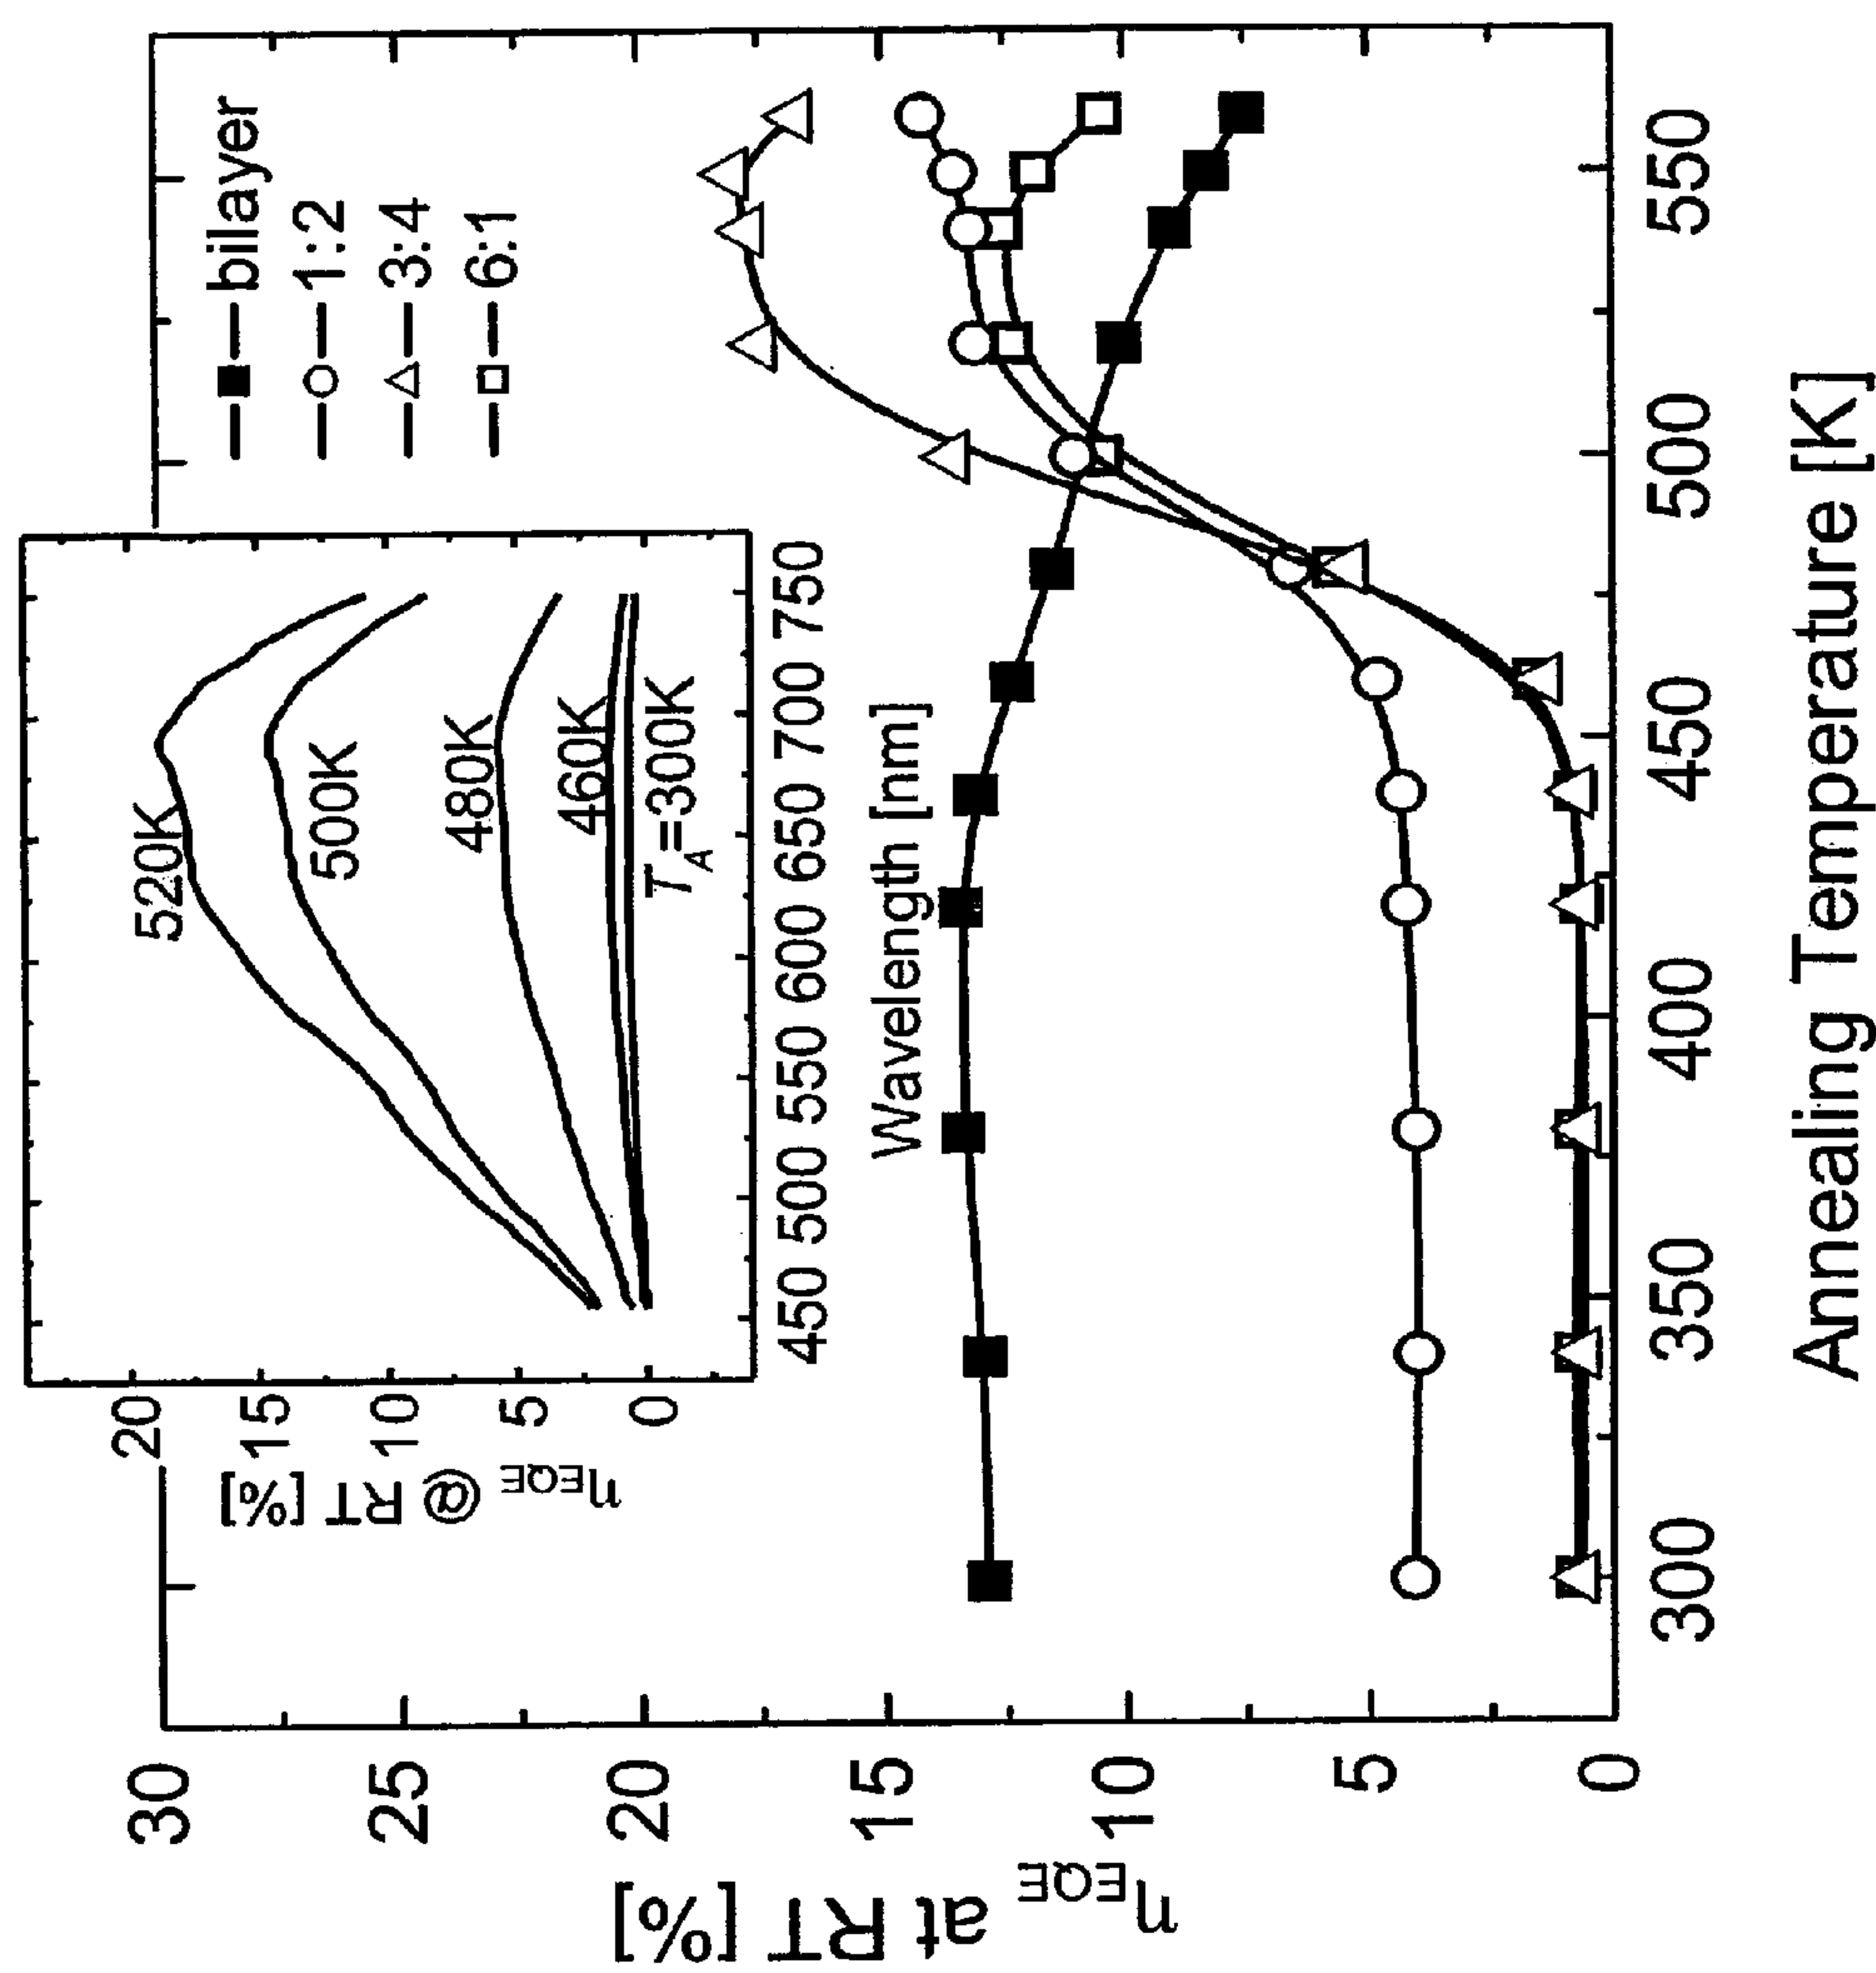 bilayer
1:2
3:4
6:1
520K
500K
480K
460K
T_A=300K
20
15
10
5
0
η_EQE @ RT [%]
450 500 550 600 650 700 750
Wavelength [nm]
30
25
20
15
10
5
0
η_EQE at RT [%]
300 350 400 450 500 550
Annealing Temperature [K]